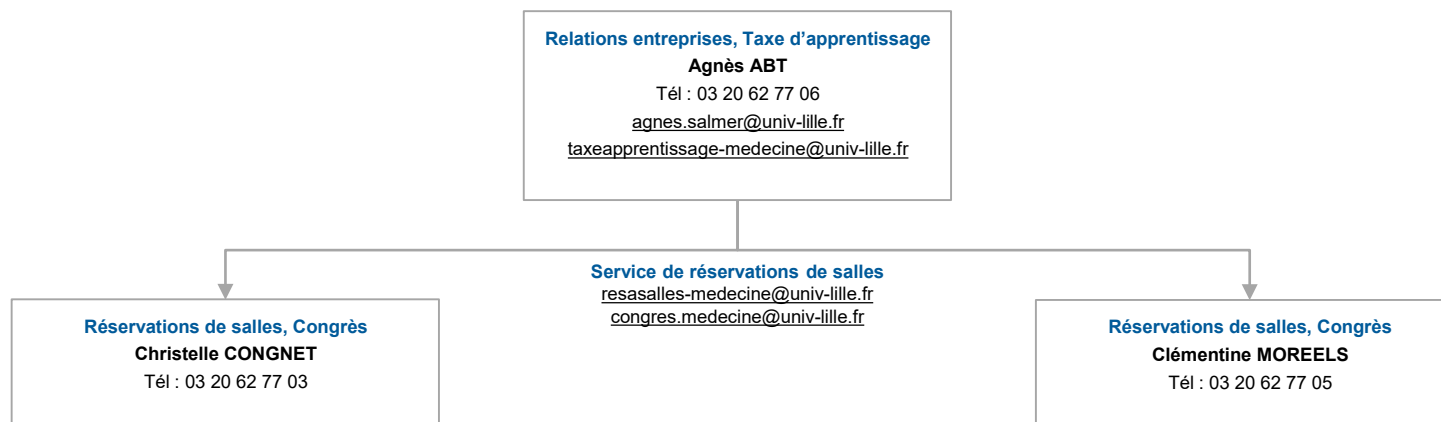 Relations entreprises, Taxe d’apprentissage
Agnès ABT
Tél : 03 20 62 77 06
agnes.salmer@univ-lille.fr
taxeapprentissage-medecine@univ-lille.fr
Service de réservations de salles
resasalles-medecine@univ-lille.fr
congres.medecine@univ-lille.fr
Réservations de salles, Congrès
Christelle CONGNET
Tél : 03 20 62 77 03
Réservations de salles, Congrès
Clémentine MOREELS
Tél : 03 20 62 77 05